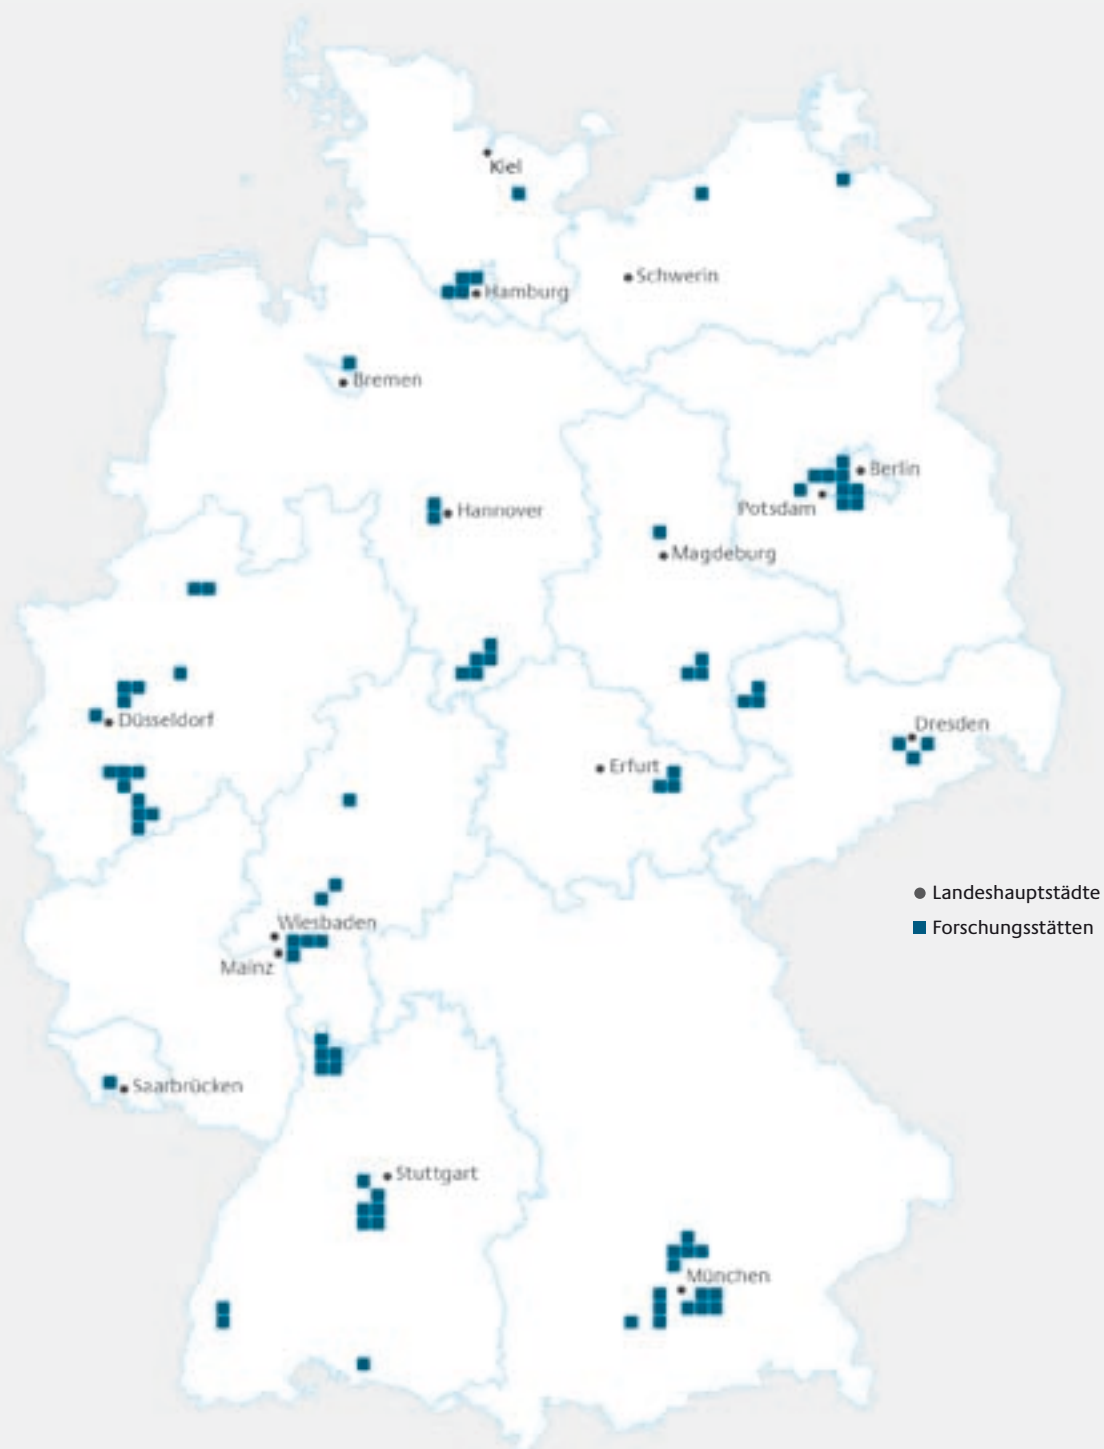 Kiel
Schwerin
Hamburg
Bremen
Berlin
Potsdam
Hannover
Magdeburg
Düsseldorf
Dresden
Erfurt
Landeshauptstädte
Forschungsstätten
Wiesbaden
Mainz
Saarbrücken
Stuttgart
München